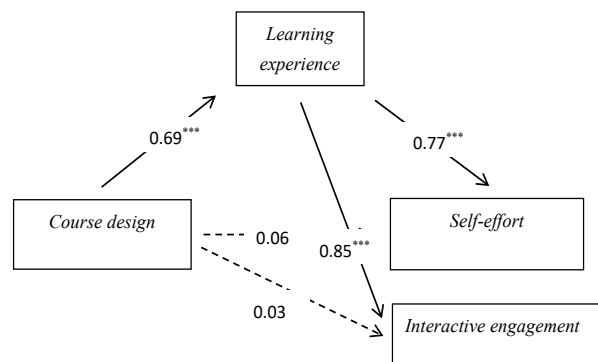 Learning
experience
0.69***
0.77***
Course design
Self-effort
0.06
0.85***
0.03
Interactive engagement